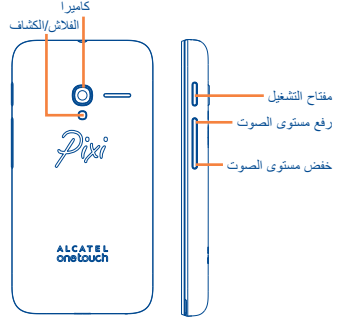 كاميرا
الفلاش/الكشاف
مفتاح التشغيل
رفع مستوى الصوت
خفض مستوى الصوت
Pixi
ALCATEL
onetouch